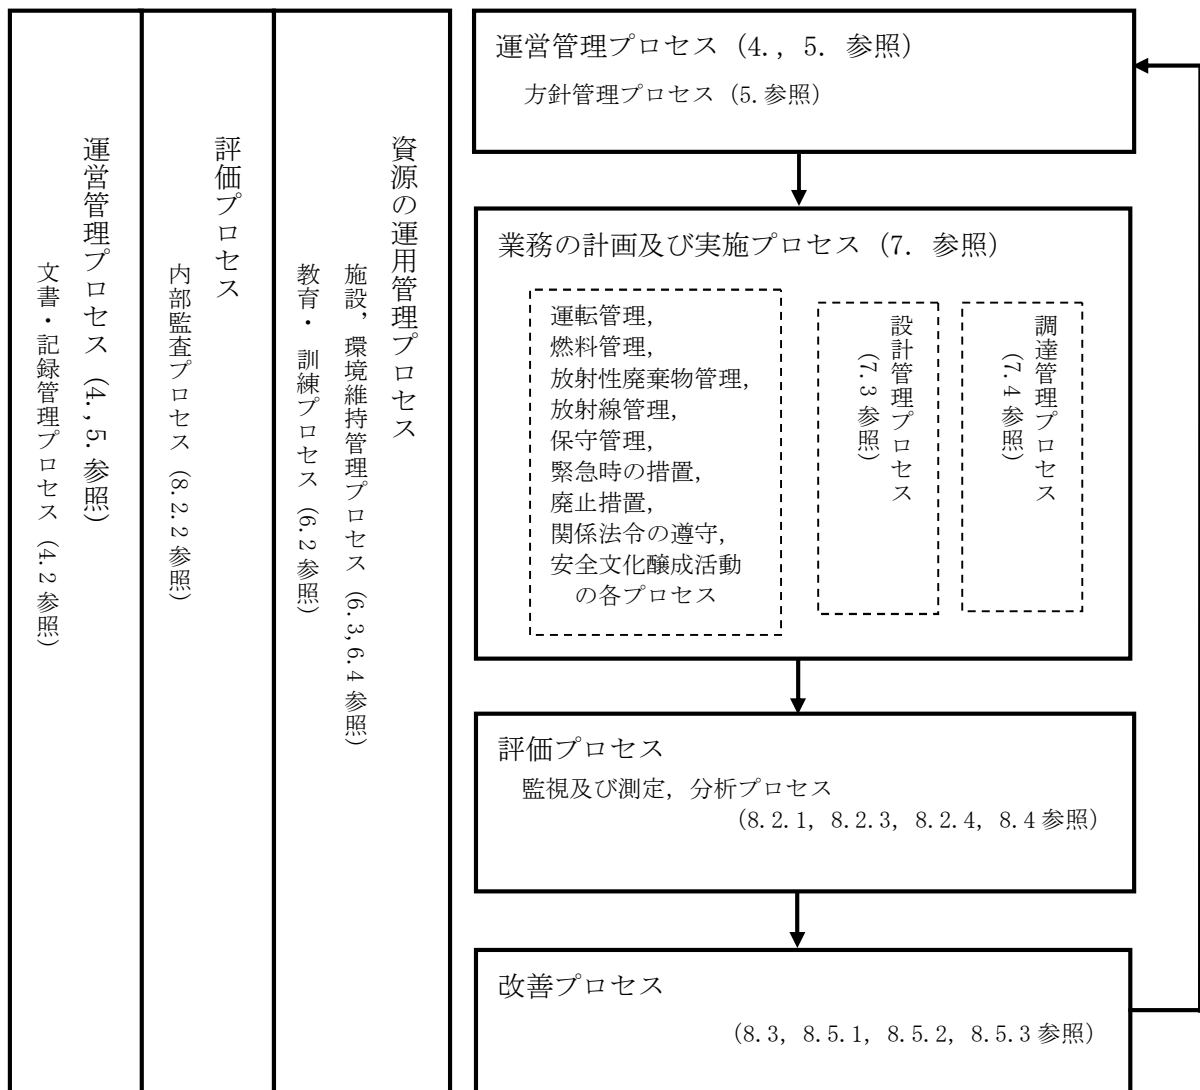 運営管理プロセス（4.，5.参照）
文書・記録管理プロセス（4.2参照）
評価プロセス
内部監査プロセス（8.2.2参照）
資源の運用管理プロセス
施設，環境維持管理プロセス（6.3,6.4参照）
教育・ 訓練プロセス（6.2参照）
運営管理プロセス（4.，5. 参照）
方針管理プロセス（5.参照）
業務の計画及び実施プロセス（7. 参照）
運転管理，
燃料管理，
放射性廃棄物管理，
放射線管理，
保守管理，
緊急時の措置，
廃止措置，
関係法令の遵守，
安全文化醸成活動
の各プロセス
設計管理プロセス
（7.3参照）
調達管理プロセス
（7.4参照）
評価プロセス
監視及び測定，分析プロセス
（8.2.1，8.2.3，8.2.4，8.4参照）
改善プロセス
（8.3，8.5.1，8.5.2，8.5.3参照）